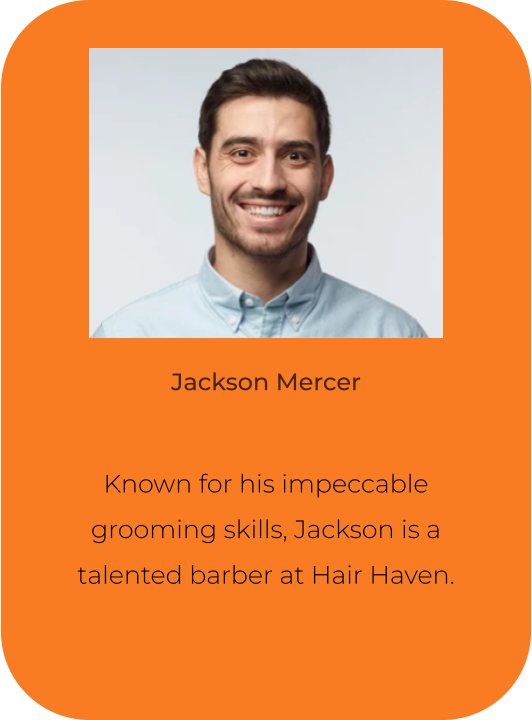 Jackson Mercer
Known for his impeccable
grooming skills, Jackson is a
talented barber at Hair Haven.